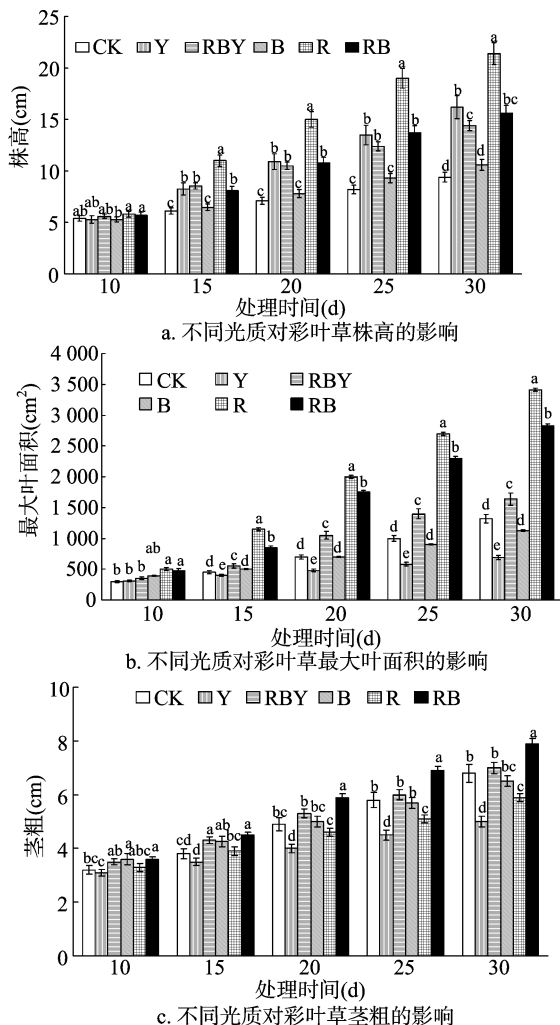 CK Y RBY B R RB
株高(cm)
25
20
15
10
5
0
ab ab ab b a a
c b b c a b
c b b c a b
c b b c a b
d b c d a bc
10 15 20 25 30
处理时间(d)
a. 不同光质对彩叶草株高的影响
CK Y RBY
B R RB
最大叶面积(cm²)
4 000
3 500
3 000
2 500
2 000
1 500
1 000
500
0
b b b ab a a
d e c d a b
d e c d a b
d e c d a b
d e c d a b
10 15 20 25 30
处理时间(d)
b. 不同光质对彩叶草最大叶面积的影响
CK Y RBY B R RB
茎粗(cm)
10
8
6
4
2
0
bc c ab a abc a
cd d a ab bc a
bc d b bc c a
b d b b c a
b d b bc c a
10 15 20 25 30
处理时间(d)
c. 不同光质对彩叶草茎粗的影响